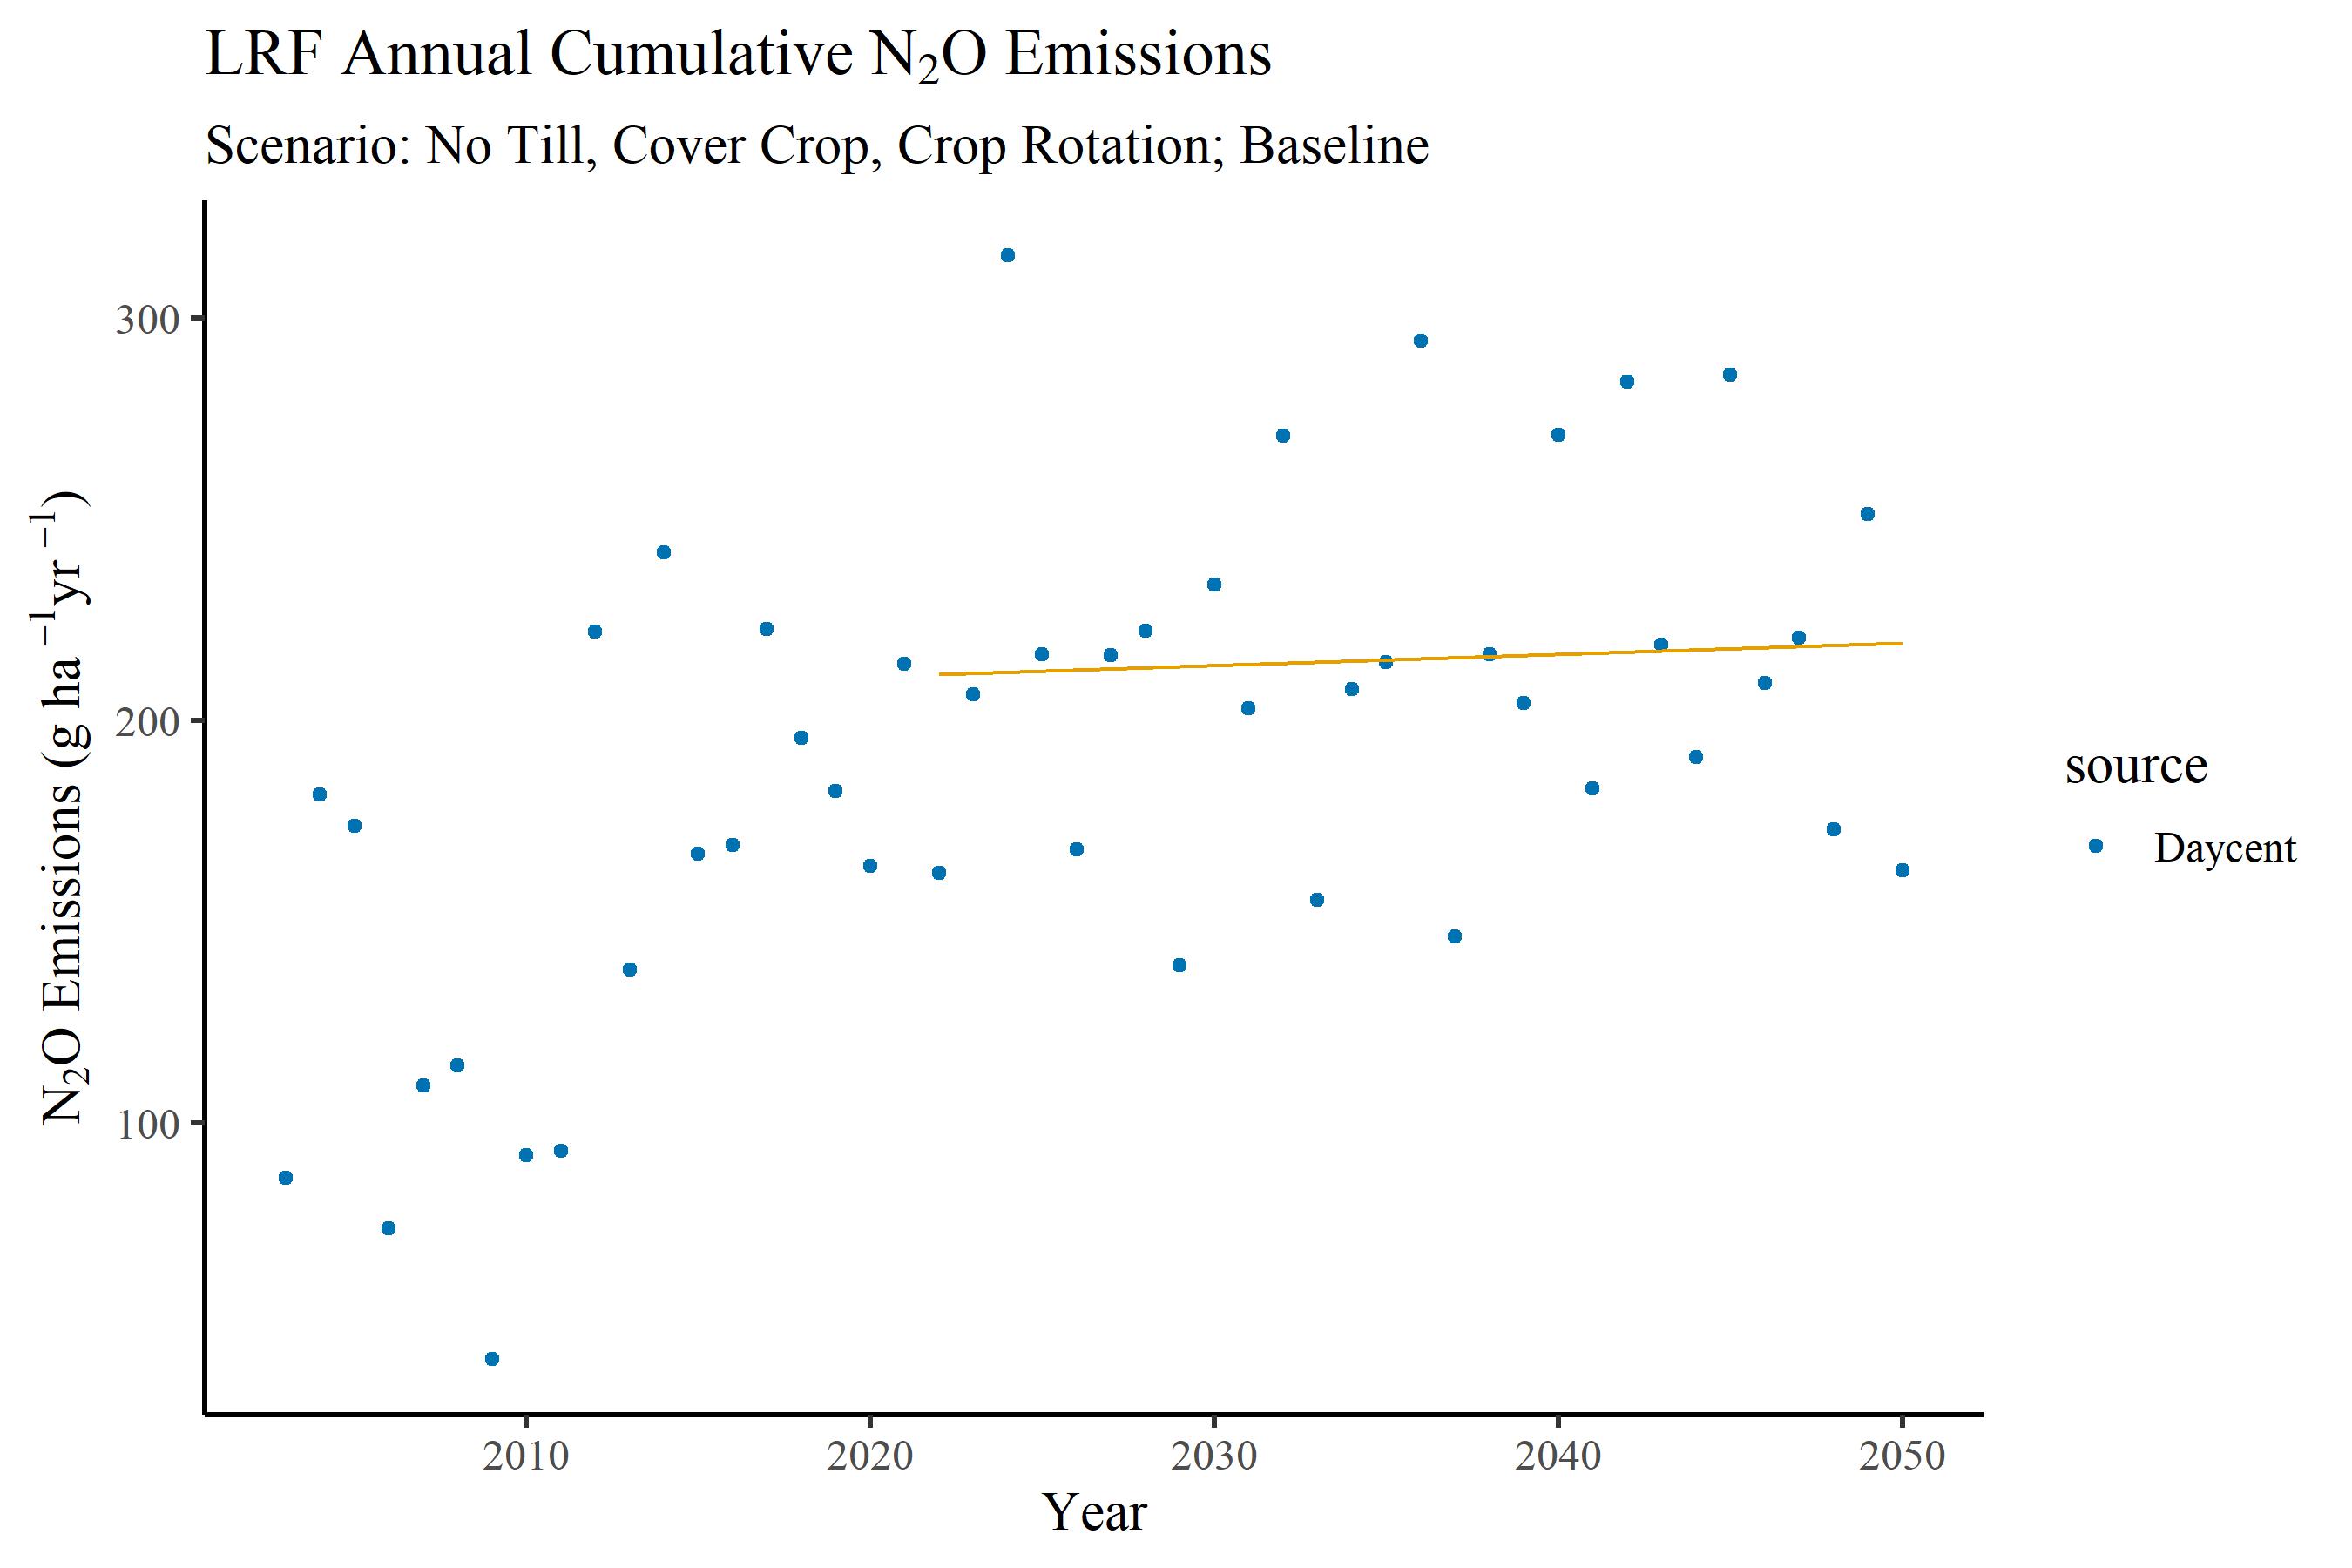 LRF Annual Cumulative N₂O Emissions
Scenario: No Till, Cover Crop, Crop Rotation; Baseline
N₂O Emissions (g ha ⁻¹yr ⁻¹)
300
200
100
2010 2020 2030 2040 2050
Year
source
Daycent